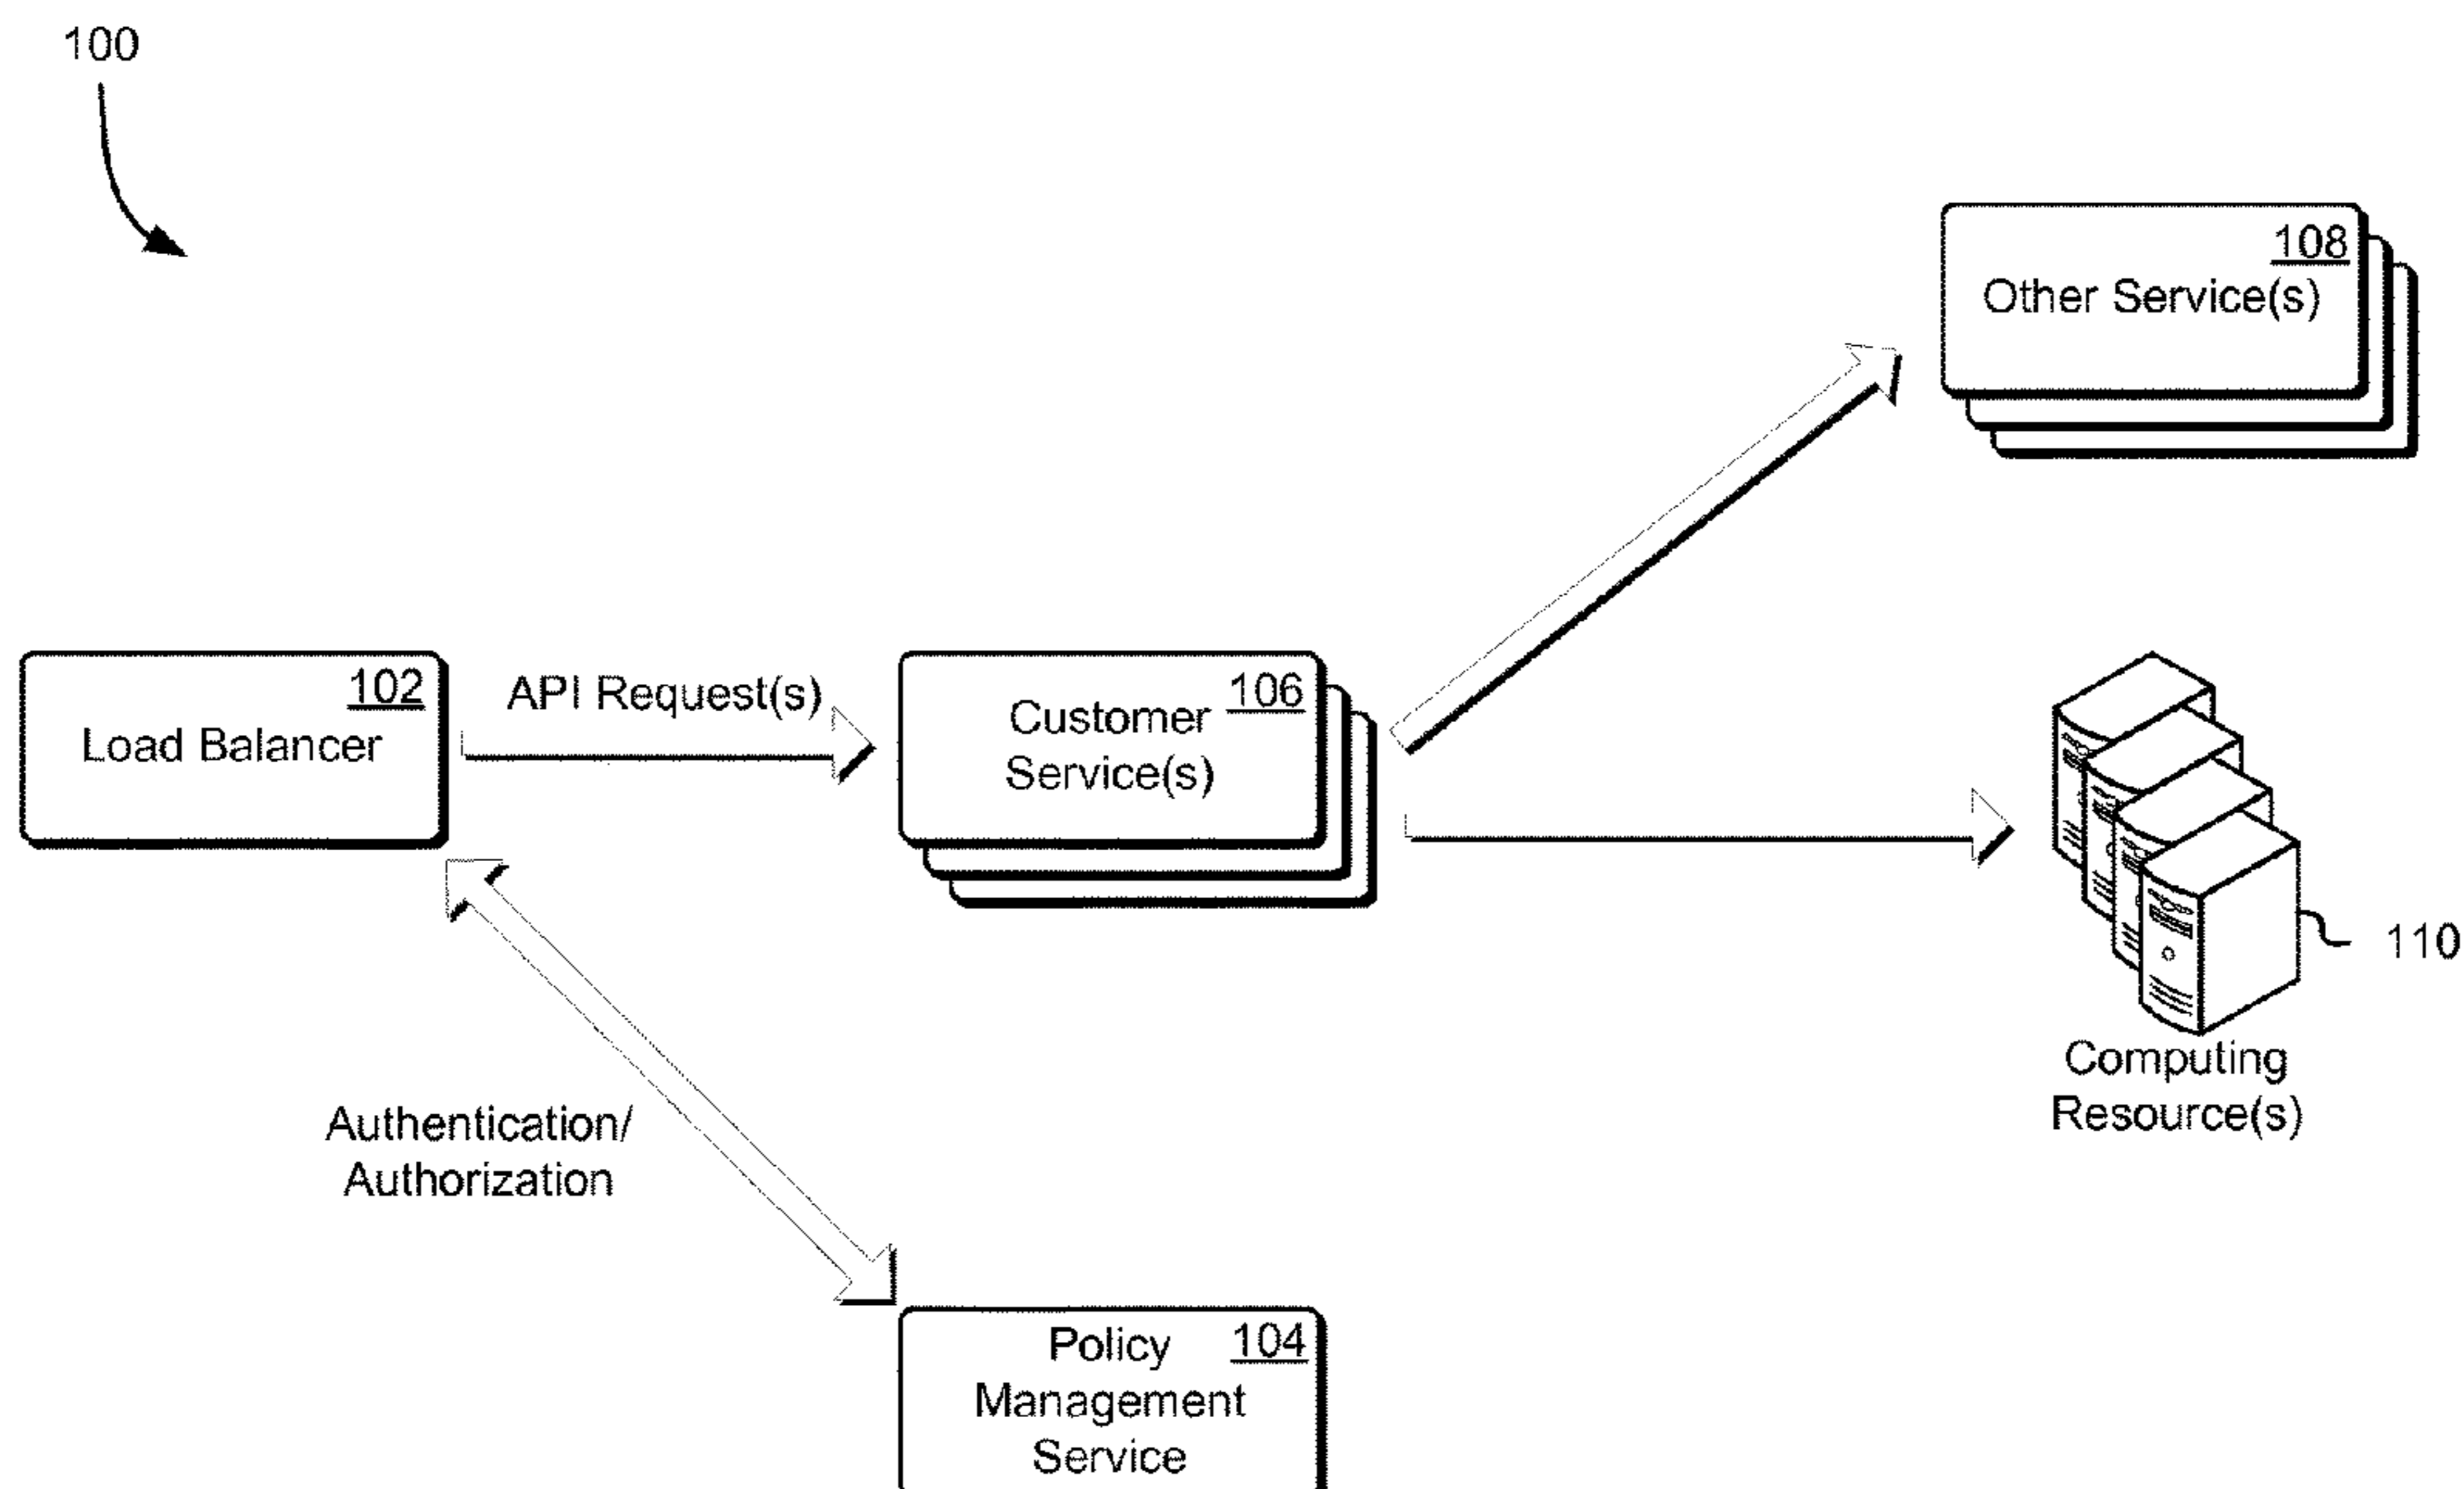 100
108
Other Service(s)
102
Load Balancer
API Request(s)
106
Customer
Service(s)
110
Computing
Resource(s)
Authentication/
Authorization
104
Policy
Management
Service